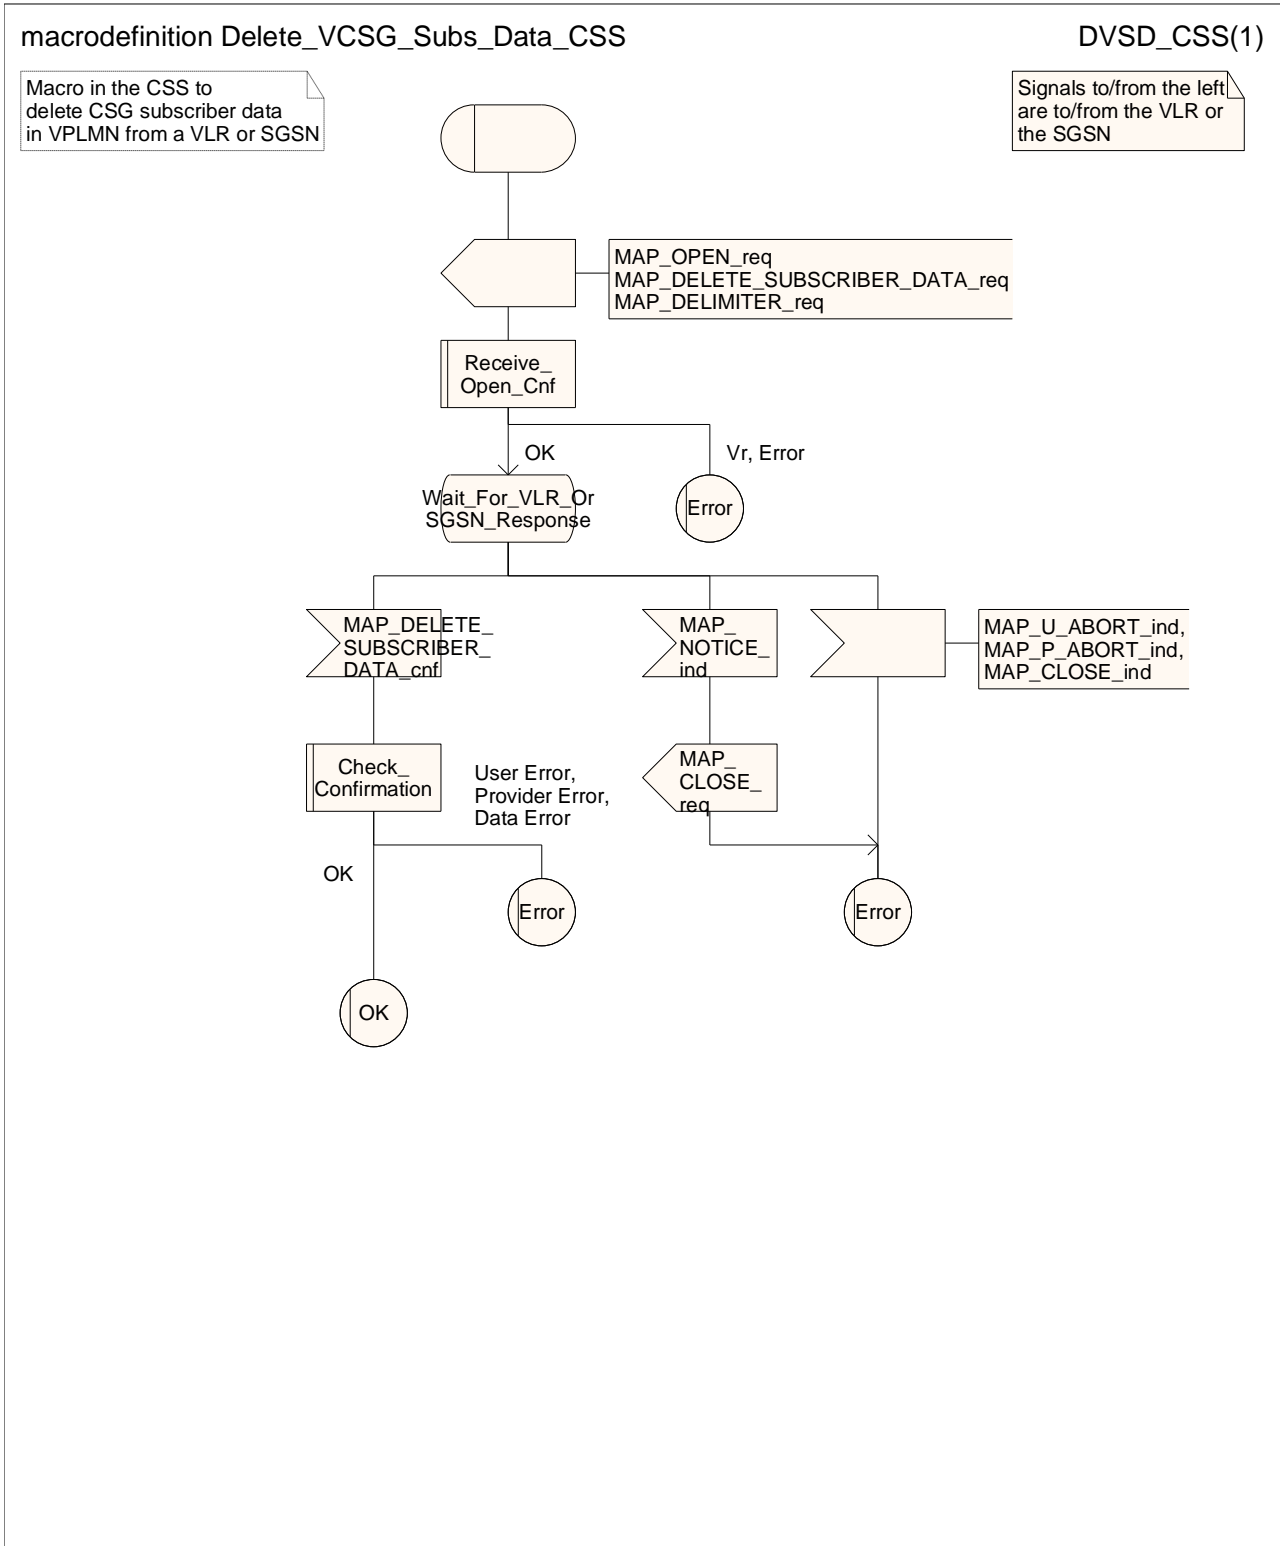 macrodefinition Delete_VCSG_Subs_Data_CSS
DVSD_CSS(1)
Macro in the CSS to
delete CSG subscriber data
in VPLMN from a VLR or SGSN
Signals to/from the left
are to/from the VLR or
the SGSN
MAP_OPEN_req
MAP_DELETE_SUBSCRIBER_DATA_req
MAP_DELIMITER_req
Receive_
Open_Cnf
OK
Vr, Error
Wait_For_VLR_Or
SGSN_Response
Error
MAP_DELETE_
SUBSCRIBER_
DATA_cnf
MAP_
NOTICE_
ind
MAP_U_ABORT_ind,
MAP_P_ABORT_ind,
MAP_CLOSE_ind
Check_
Confirmation
User Error,
Provider Error,
Data Error
MAP_
CLOSE_
req
OK
Error
Error
OK